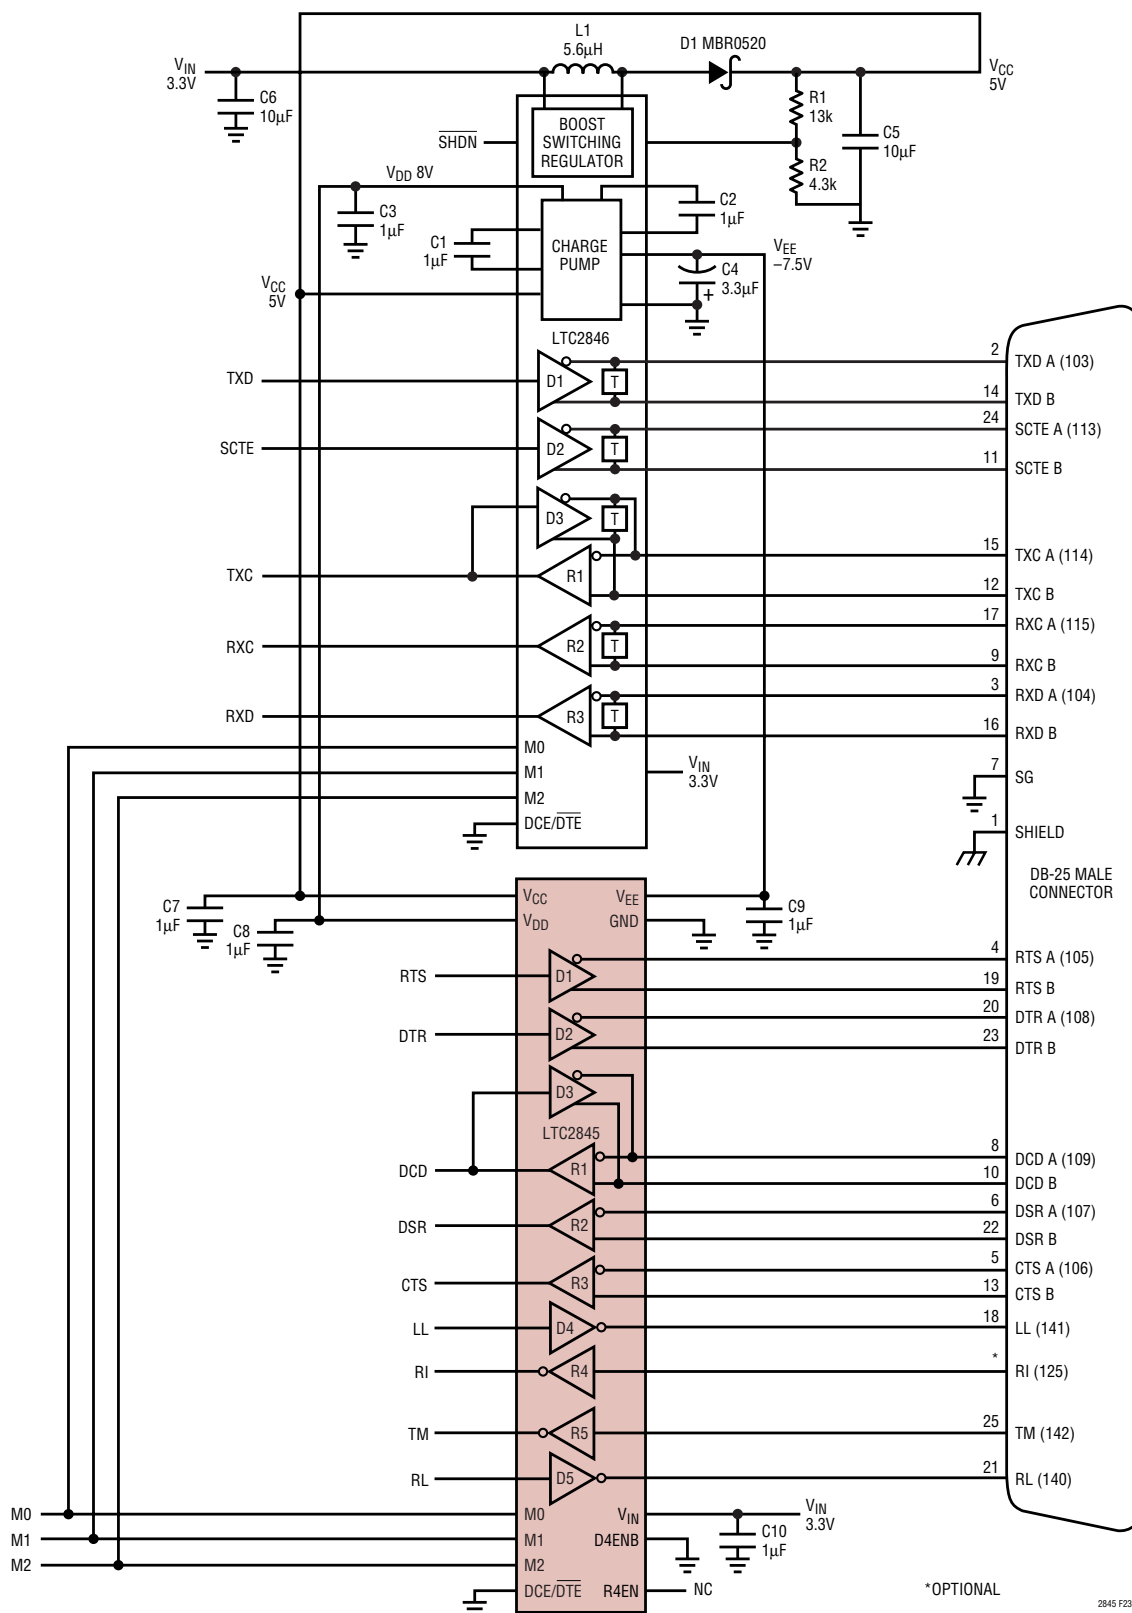 L1
5.6µH
D1 MBR0520
VIN
3.3V
VCC
5V
C6
10µF
R1
13k
C5
10µF
R2
4.3k
SHDN
BOOST
SWITCHING
REGULATOR
VDD 8V
C3
1µF
C2
1µF
C1
1µF
CHARGE
PUMP
VEE
–7.5V
C4
3.3µF
+
VCC
5V
LTC2846
TXD
D1
T
2
TXD A (103)
14
TXD B
SCTE
D2
T
24
SCTE A (113)
11
SCTE B
D3
T
TXC
R1
15
TXC A (114)
12
TXC B
RXC
R2
T
17
RXC A (115)
9
RXC B
RXD
R3
T
3
RXD A (104)
16
RXD B
M0
M1
M2
DCE/DTE
VIN
3.3V
7
SG
1
SHIELD
DB-25 MALE
CONNECTOR
C7
1µF
C8
1µF
VCC
VDD
VEE
GND
C9
1µF
RTS
D1
4
RTS A (105)
19
RTS B
DTR
D2
20
DTR A (108)
23
DTR B
D3
LTC2845
DCD
R1
8
DCD A (109)
10
DCD B
DSR
R2
6
DSR A (107)
22
DSR B
CTS
R3
5
CTS A (106)
13
CTS B
LL
D4
18
LL (141)
RI
R4
*
RI (125)
TM
R5
25
TM (142)
RL
D5
21
RL (140)
M0
M1
M2
M0
M1
M2
DCE/DTE
VIN
D4ENB
R4EN
VIN
3.3V
C10
1µF
NC
*OPTIONAL
2845 F23